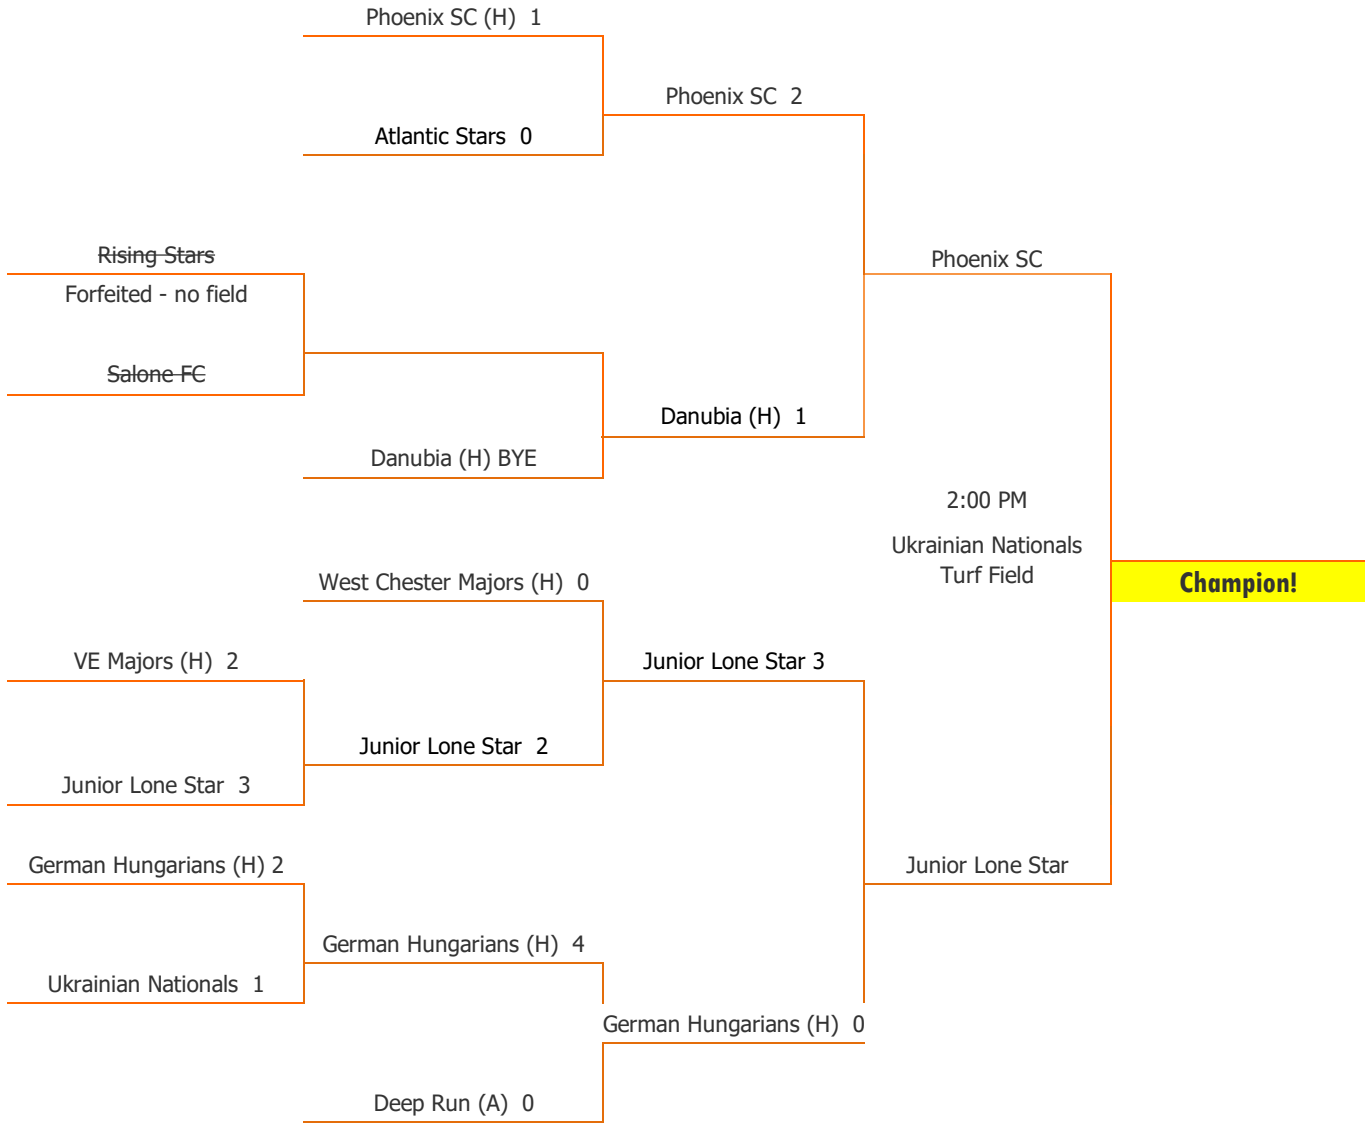 Phoenix SC (H)  1
Phoenix SC  2
Atlantic Stars  0
Rising Stars
Phoenix SC
Forfeited - no field
Salone FC
Danubia (H)  1
Danubia (H) BYE
2:00 PM
Ukrainian Nationals
Turf Field
West Chester Majors (H)  0
Champion!
VE Majors (H)  2
Junior Lone Star 3
Junior Lone Star  2
Junior Lone Star  3
German Hungarians (H) 2
Junior Lone Star
German Hungarians (H)  4
Ukrainian Nationals  1
German Hungarians (H)  0
Deep Run (A)  0